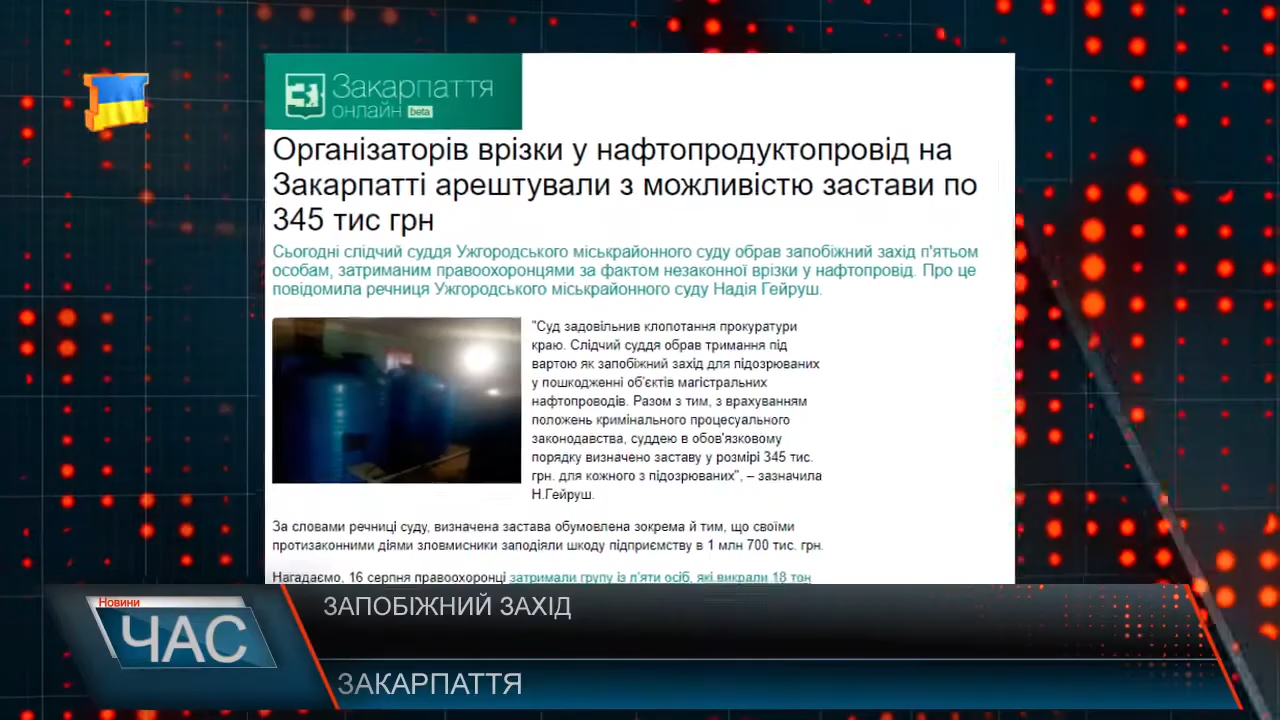 Закарпаття
онлайн beta
Організаторів врізки у нафтопродуктопровід на
Закарпатті арештували з можливістю застави по
345 тис грн
Сьогодні слідчий суддя Ужгородського міськрайонного суду обрав запобіжний захід п'ятьом
особам, затриманим правоохоронцями за фактом незаконної врізки у нафтопровід. Про це
повідомила речниця Ужгородського міськрайонного суду Надія Гейруш.
"Суд задовільнив клопотання прокуратури
краю. Слідчий суддя обрав тримання під
вартою як запобіжний захід для підозрюваних
у пошкодженні об'єктів магістральних
нафтопроводів. Разом з тим, з врахуванням
положень кримінального процесуального
законодавства, суддею в обов'язковому
порядку визначено заставу у розмірі 345 тис.
грн. для кожного з підозрюваних", – зазначила
Н.Гейруш.
За словами речниці суду, визначена застава обумовлена зокрема й тим, що своїми
протизаконними діями зловмисники заподіяли шкоду підприємству в 1 млн 700 тис. грн.
Нагадаємо, 16 серпня правоохоронці затримали групу із п'яти осіб, які викрали 18 тон
Новини
ЧАС
ЗАПОБІЖНИЙ ЗАХІД
ЗАКАРПАТТЯ